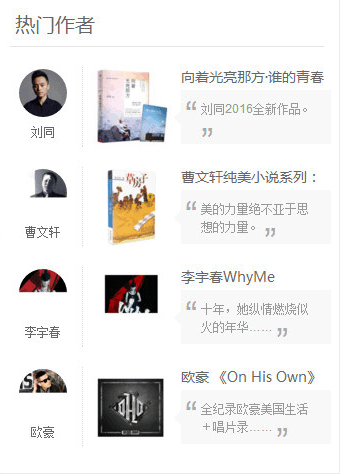 热门作者
向着光亮那方·谁的青春
刘同2016全新作品。
刘同
曹文轩纯美小说系列：
美的力量绝不亚于思
想的力量。
曹文轩
李宇春WhyMe
十年，她纵情燃烧似
火的年华……
李宇春
欧豪 《On His Own》
全纪录欧豪美国生活
＋唱片录……
欧豪